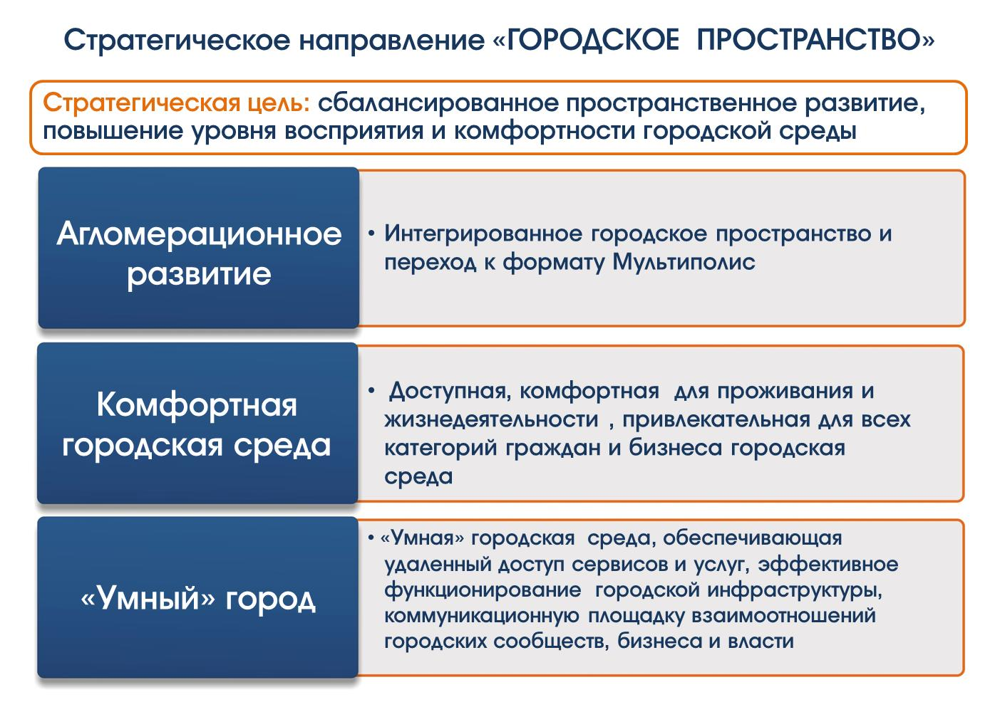 Стратегическое направление «ГОРОДСКОЕ ПРОСТРАНСТВО»
Стратегическая цель: сбалансированное пространственное развитие,
повышение уровня восприятия и комфортности городской среды
Агломерационное
развитие
• Интегрированное городское пространство и
переход к формату Мультиполис
Комфортная
городская среда
• Доступная, комфортная для проживания и
жизнедеятельности , привлекательная для всех
категорий граждан и бизнеса городская
среда
«Умный» город
• «Умная» городская среда, обеспечивающая
удаленный доступ сервисов и услуг, эффективное
функционирование городской инфраструктуры,
коммуникационную площадку взаимоотношений
городских сообществ, бизнеса и власти